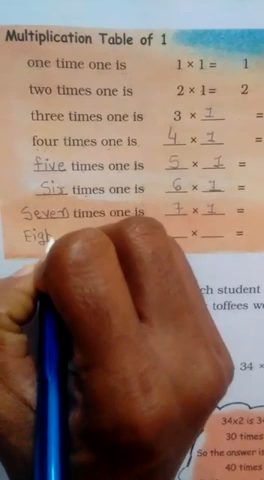 Multiplication Table of 1
one time one is 1 × 1 = 1
two times one is 2 × 1 = 2
three times one is 3 × 1 =
four times one is 4 × 1 =
five times one is 5 × 1 =
Six times one is 6 × 1 =
Seven times one is 7 × 1 =
Eigh × =
ch student
toffees w
34 ×
34x2 is 3
30 times
So the answer is
40 times